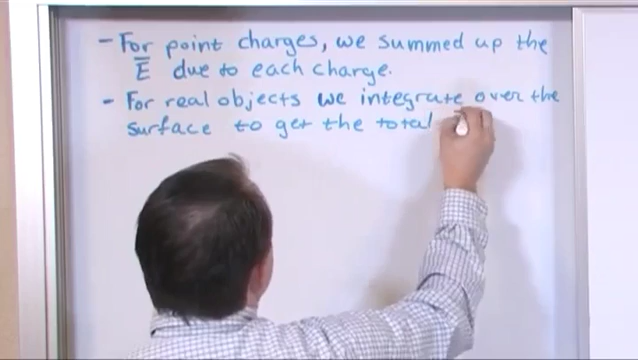 - For point charges, we summed up the
E̅ due to each charge.
- For real objects we integrate over the
surface to get the total